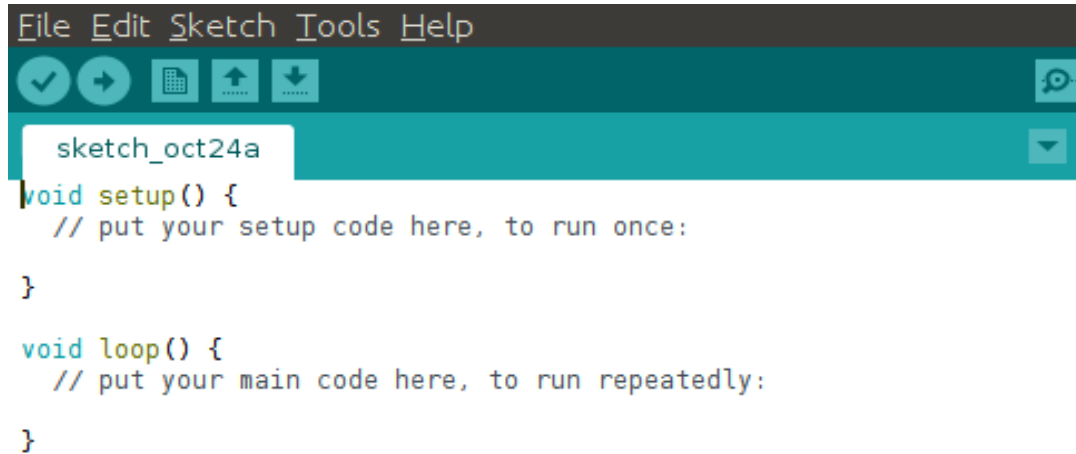 File Edit Sketch Tools Help
sketch_oct24a
void setup() {
  // put your setup code here, to run once:
}
void loop() {
  // put your main code here, to run repeatedly:
}